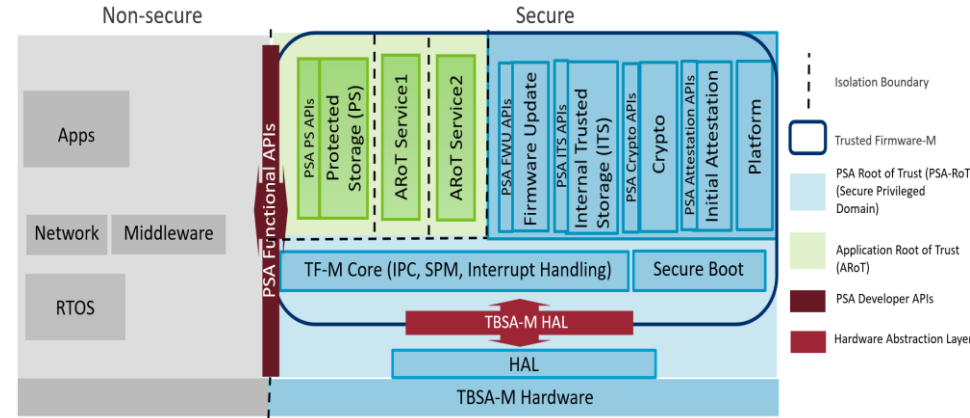 Non-secure
Secure
Apps
Network
Middleware
RTOS
PSA Functional APIs
PSA PS APIs
Protected
Storage (PS)
ARoT Service1
ARoT Service2
PSA FWU APIs
Firmware Update
PSA ITS APIs
Internal Trusted
Storage (ITS)
PSA Crypto APIs
Crypto
PSA Attestation APIs
Initial Attestation
Platform
TF-M Core (IPC, SPM, Interrupt Handling)
Secure Boot
TBSA-M HAL
HAL
TBSA-M Hardware
Isolation Boundary
Trusted Firmware-M
PSA Root of Trust (PSA-RoT
(Secure Privileged
Domain)
Application Root of Trust
(ARoT)
PSA Developer APIs
Hardware Abstraction Layer